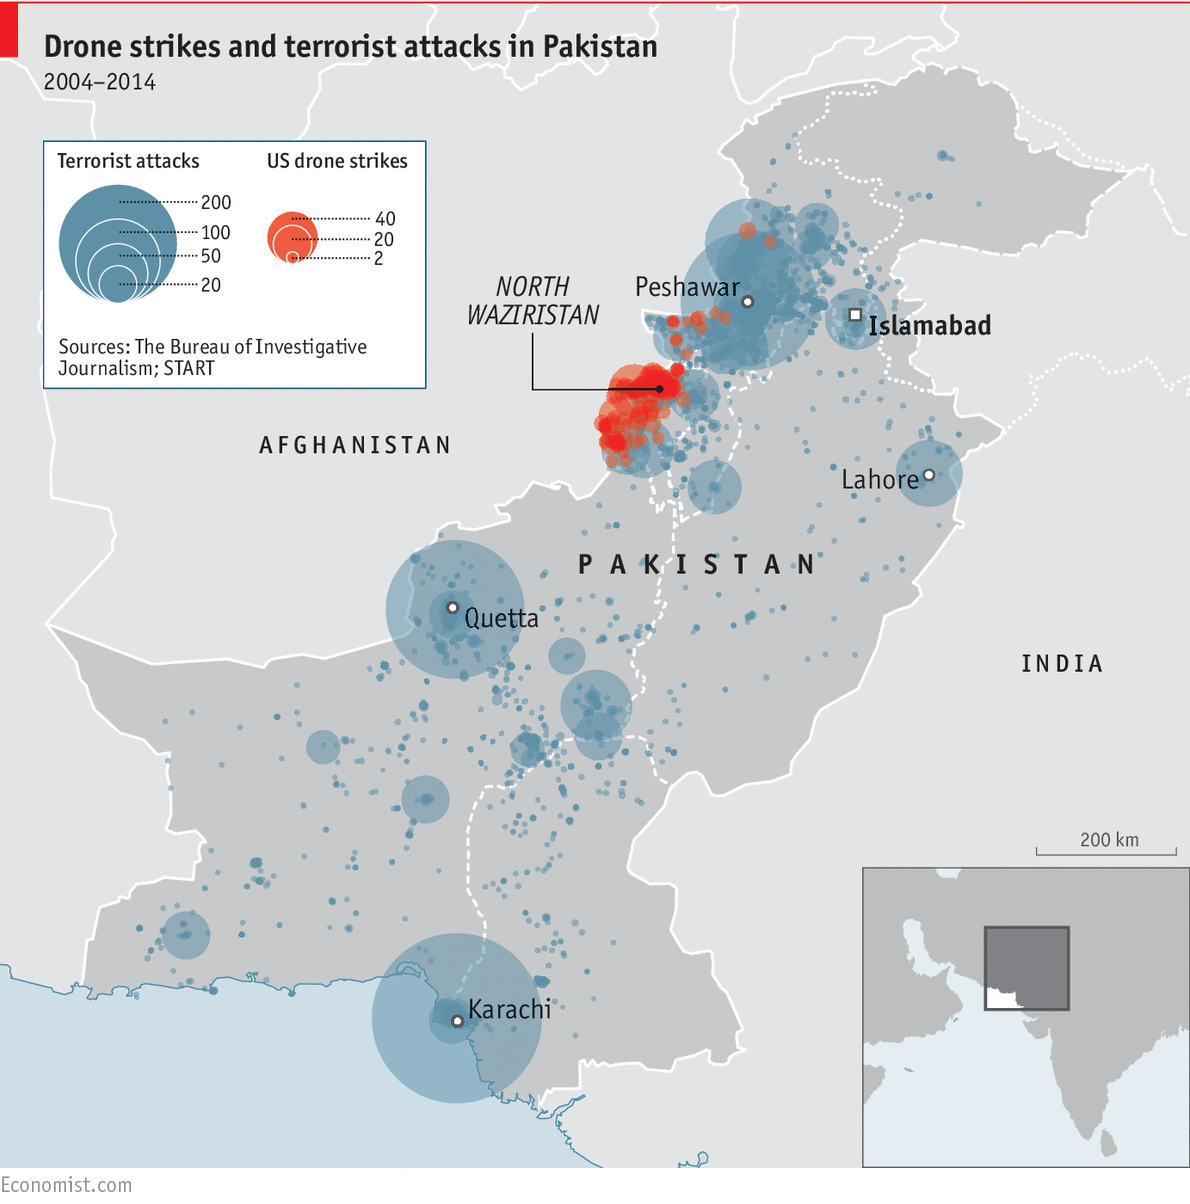 Drone strikes and terrorist attacks in Pakistan
2004–2014
Terrorist attacks
200
100
50
20
US drone strikes
40
20
2
Sources: The Bureau of Investigative
Journalism; START
NORTH
WAZIRISTAN
Peshawar
Islamabad
AFGHANISTAN
Lahore
PAKISTAN
Quetta
INDIA
200 km
Karachi
Economist.com